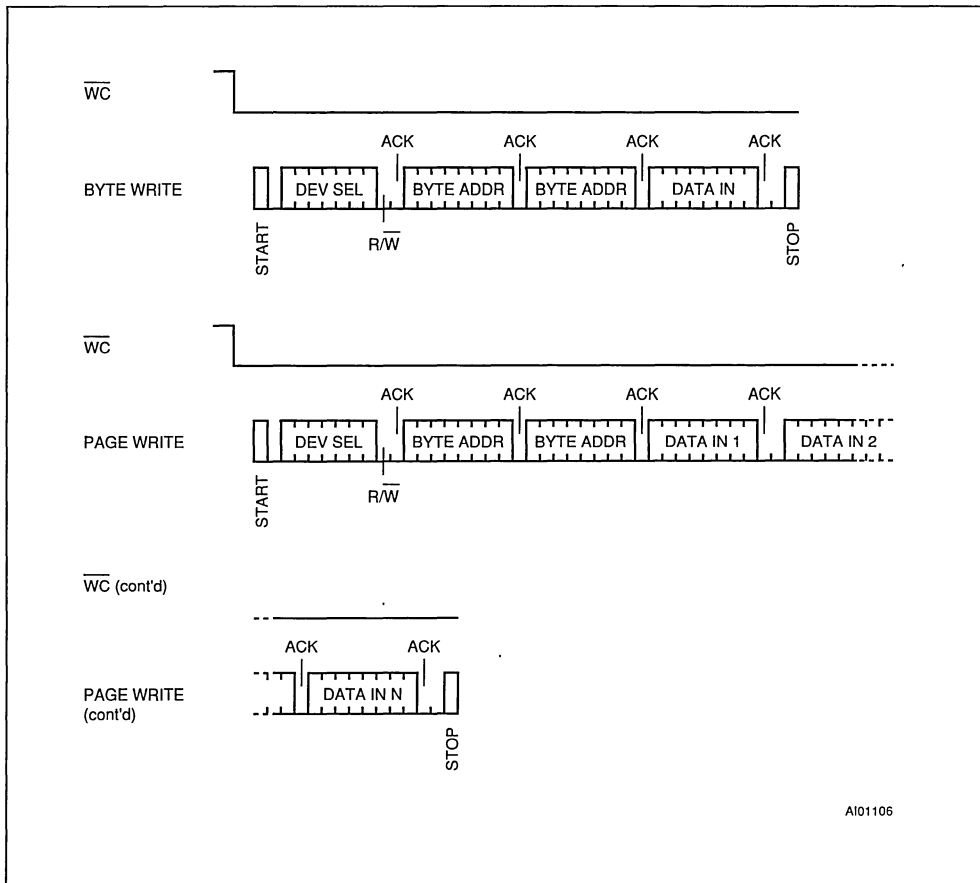 WC
ACK ACK ACK ACK
BYTE WRITE DEV SEL BYTE ADDR BYTE ADDR DATA IN
R/W
START STOP
WC
ACK ACK ACK ACK
PAGE WRITE DEV SEL BYTE ADDR BYTE ADDR DATA IN 1 DATA IN 2
R/W
START
WC (cont'd)
ACK ACK
PAGE WRITE DATA IN N
(cont'd)
STOP
AI01106